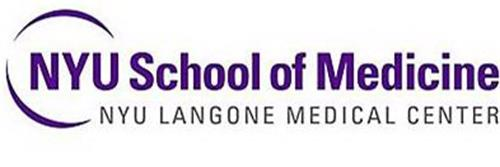 NYU School of Medicine
NYU LANGONE MEDICAL CENTER